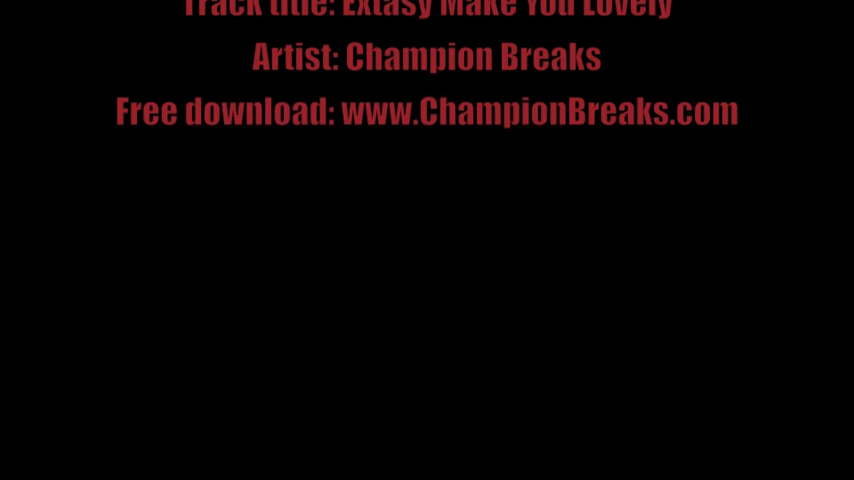 Track title: Extasy Make You Lovely
Artist: Champion Breaks
Free download: www.ChampionBreaks.com